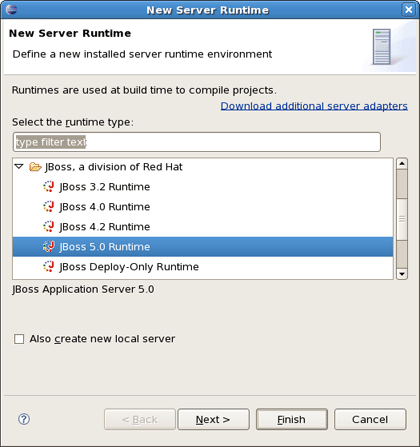 New Server Runtime
New Server Runtime
Define a new installed server runtime environment
Runtimes are used at build time to compile projects.
Download additional server adapters
Select the runtime type:
type filter text
JBoss, a division of Red Hat
JBoss 3.2 Runtime
JBoss 4.0 Runtime
JBoss 4.2 Runtime
JBoss 5.0 Runtime
JBoss Deploy-Only Runtime
JBoss Application Server 5.0
Also create new local server
? < Back Next > Finish Cancel